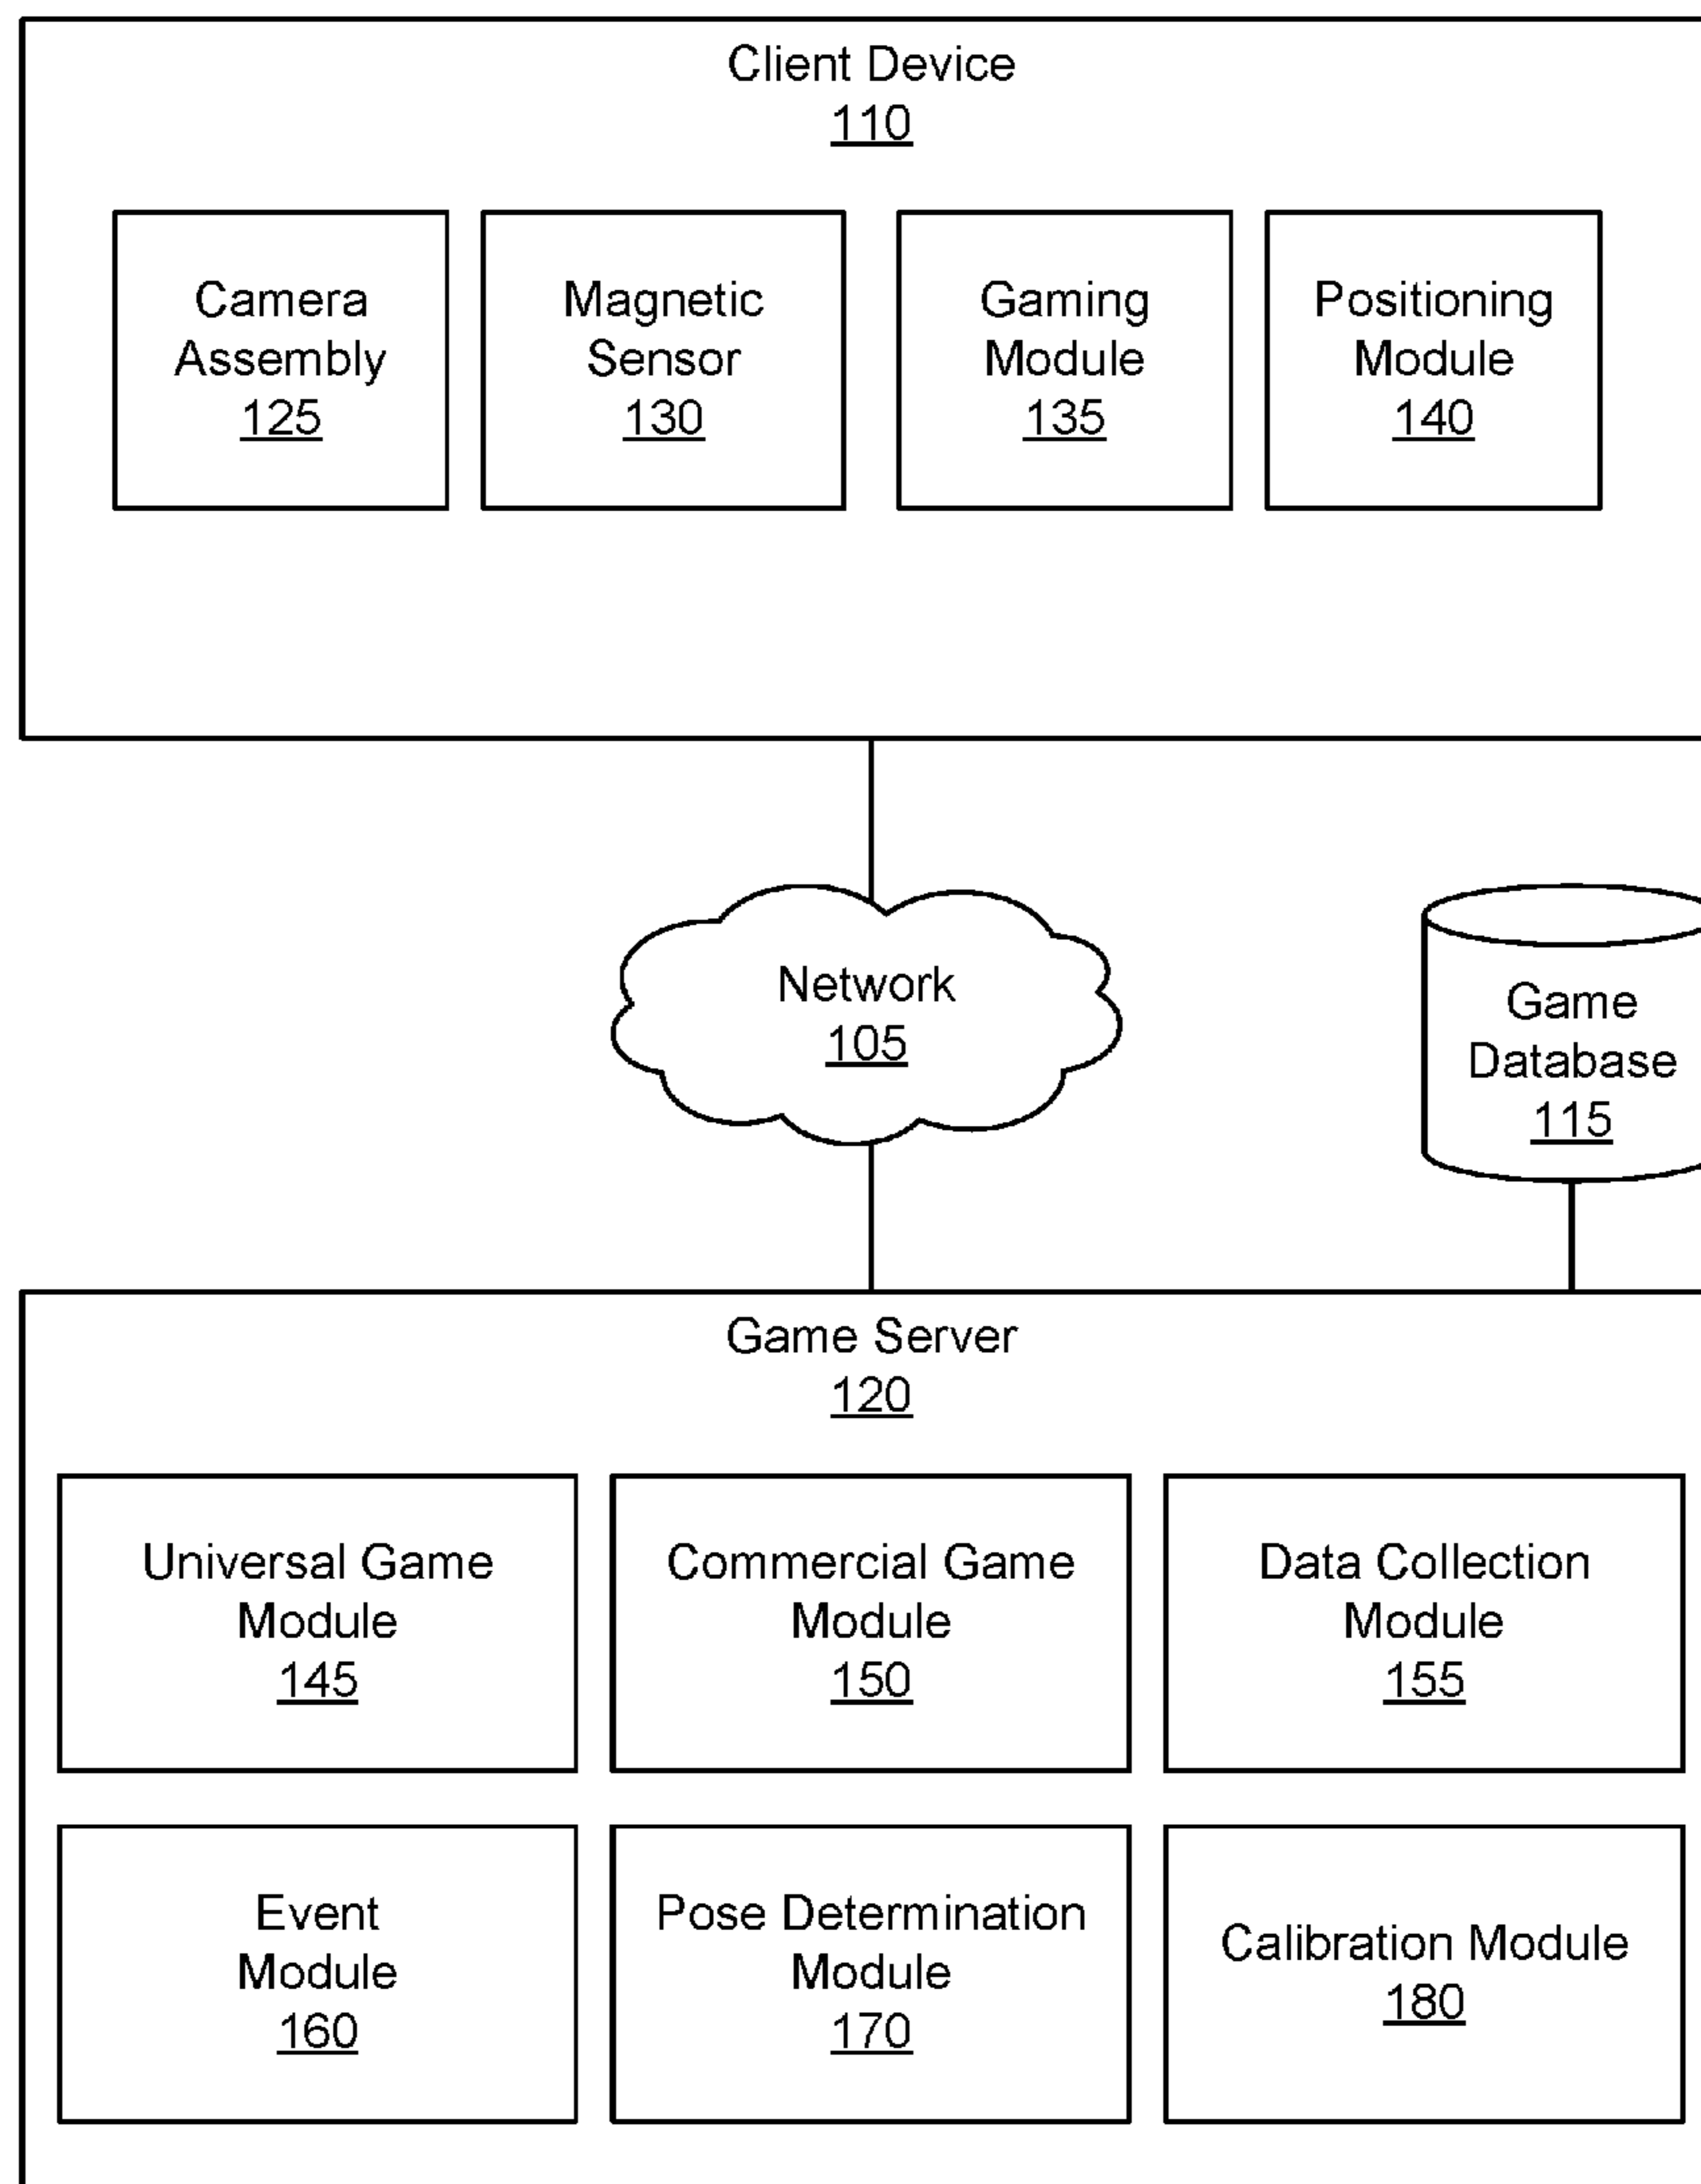 Client Device
110
Camera
Assembly
125
Magnetic
Sensor
130
Gaming
Module
135
Positioning
Module
140
Network
105
Game
Database
115
Game Server
120
Universal Game
Module
145
Commercial Game
Module
150
Data Collection
Module
155
Event
Module
160
Pose Determination
Module
170
Calibration Module
180